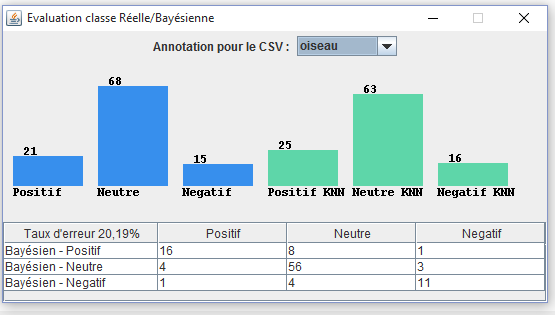 Evaluation classe Réelle/Bayésienne
Annotation pour le CSV : oiseau
21 68 15 25 63 16
Positif Neutre Negatif Positif KNN Neutre KNN Negatif KNN
Taux d'erreur 20,19% Positif Neutre Negatif
Bayésien - Positif 16 8 1
Bayésien - Neutre 4 56 3
Bayésien - Negatif 1 4 11